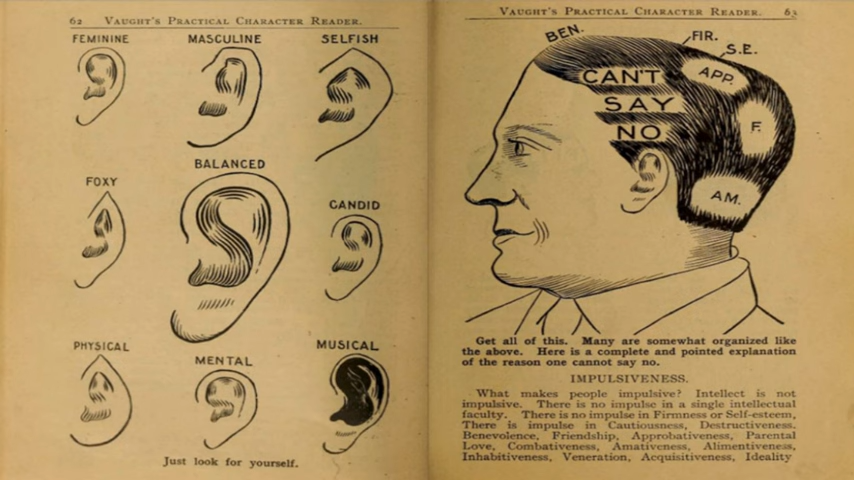 62 VAUGHT'S PRACTICAL CHARACTER READER.
FEMININE MASCULINE SELFISH
FOXY BALANCED CANDID
PHYSICAL MENTAL MUSICAL
Just look for yourself.
VAUGHT'S PRACTICAL CHARACTER READER. 63
BEN. FIR. S.E.
CAN'T APP.
SAY
NO F.
AM.
Get all of this. Many are somewhat organized like
the above. Here is a complete and pointed explanation
of the reason one cannot say no.
IMPULSIVENESS.
What makes people impulsive? Intellect is not
impulsive. There is no impulse in a single intellectual
faculty. There is no impulse in Firmness or Self-esteem,
There is impulse in Cautiousness, Destructiveness.
Benevolence, Friendship, Approbativeness, Parental
Love, Combativeness, Amativeness, Alimentiveness,
Inhabitiveness, Veneration, Acquisitiveness, Ideality